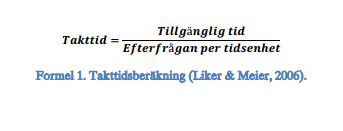 Takttid = Tillgänglig tid / Efterfrågan per tidsenhet
Formel 1. Takttidsberäkning (Liker & Meier, 2006).